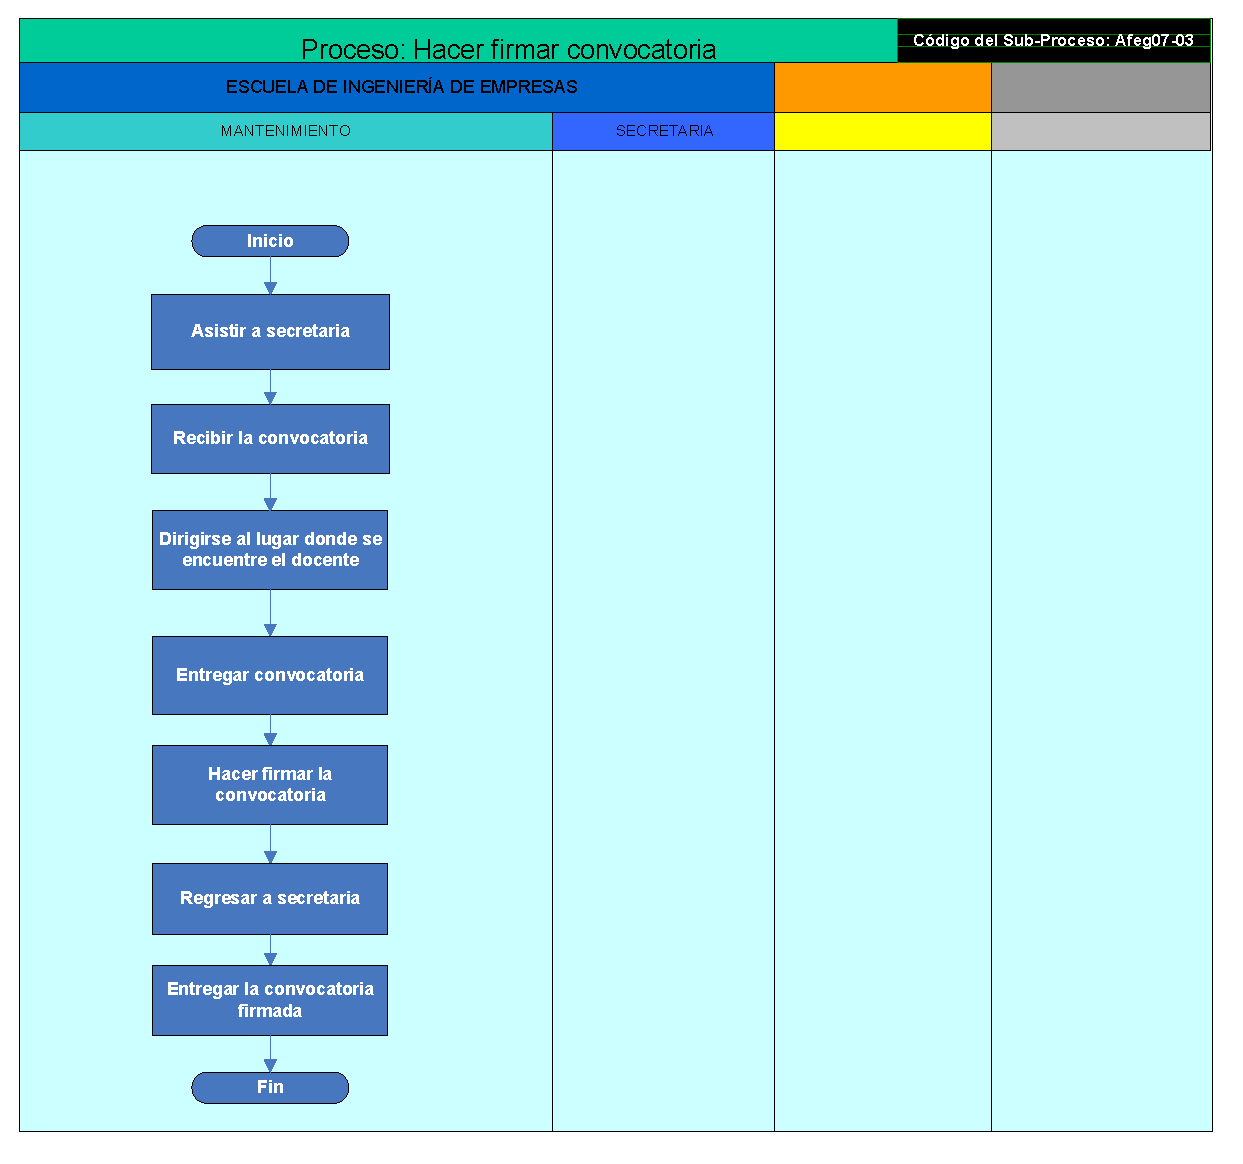 Proceso: Hacer firmar convocatoria
Código del Sub-Proceso: Afeg07-03
ESCUELA DE INGENIERÍA DE EMPRESAS
MANTENIMIENTO
SECRETARIA
Inicio
Asistir a secretaria
Recibir la convocatoria
Dirigirse al lugar donde se
encuentre el docente
Entregar convocatoria
Hacer firmar la
convocatoria
Regresar a secretaria
Entregar la convocatoria
firmada
Fin